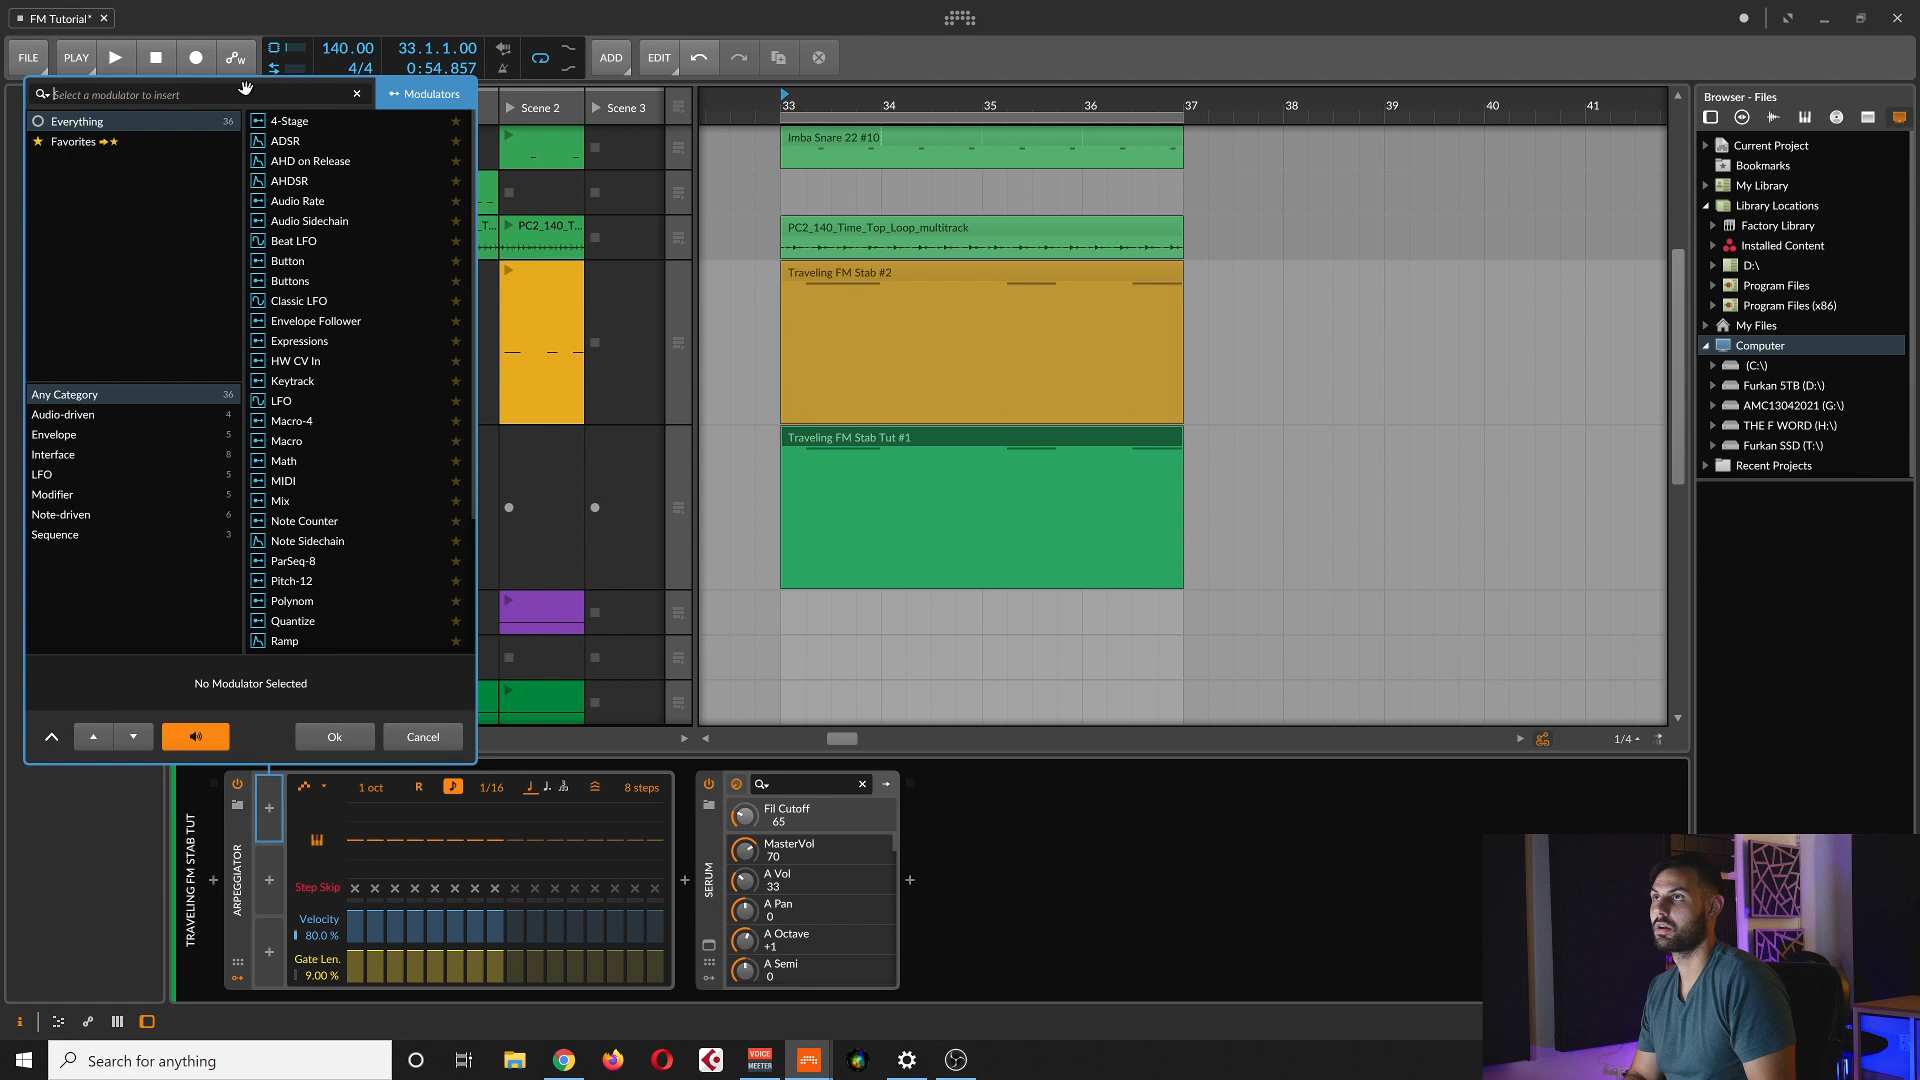 FM Tutorial*
FILE
PLAY
140.00
4/4
33.1.1.00
0:54.857
ADD
EDIT
Select a modulator to insert
Modulators
Everything 36
Favorites
Any Category 36
Audio-driven 4
Envelope 5
Interface 8
LFO 5
Modifier 5
Note-driven 6
Sequence 3
4-Stage
ADSR
AHD on Release
AHDSR
Audio Rate
Audio Sidechain
Beat LFO
Button
Buttons
Classic LFO
Envelope Follower
Expressions
HW CV In
Keytrack
LFO
Macro-4
Macro
Math
MIDI
Mix
Note Counter
Note Sidechain
ParSeq-8
Pitch-12
Polynom
Quantize
Ramp
No Modulator Selected
Ok
Cancel
Scene 2
Scene 3
_T...
PC2_140_T...
33 34 35 36 37 38 39 40 41
Imba Snare 22 #10
PC2_140_Time_Top_Loop_multitrack
Traveling FM Stab #2
Traveling FM Stab Tut #1
1/4
Browser - Files
Current Project
Bookmarks
My Library
Library Locations
Factory Library
Installed Content
D:\
Program Files
Program Files (x86)
My Files
Computer
(C:\)
Furkan 5TB (D:\)
AMC13042021 (G:\)
THE F WORD (H:\)
Furkan SSD (T:\)
Recent Projects
TRAVELING FM STAB TUT
ARPEGGIATOR
1 oct
R
1/16
8 steps
Step Skip
Velocity
80.0 %
Gate Len.
9.00 %
SERUM
Fil Cutoff
65
MasterVol
70
A Vol
33
A Pan
0
A Octave
+1
A Semi
0
Search for anything
VOICE
MEETER